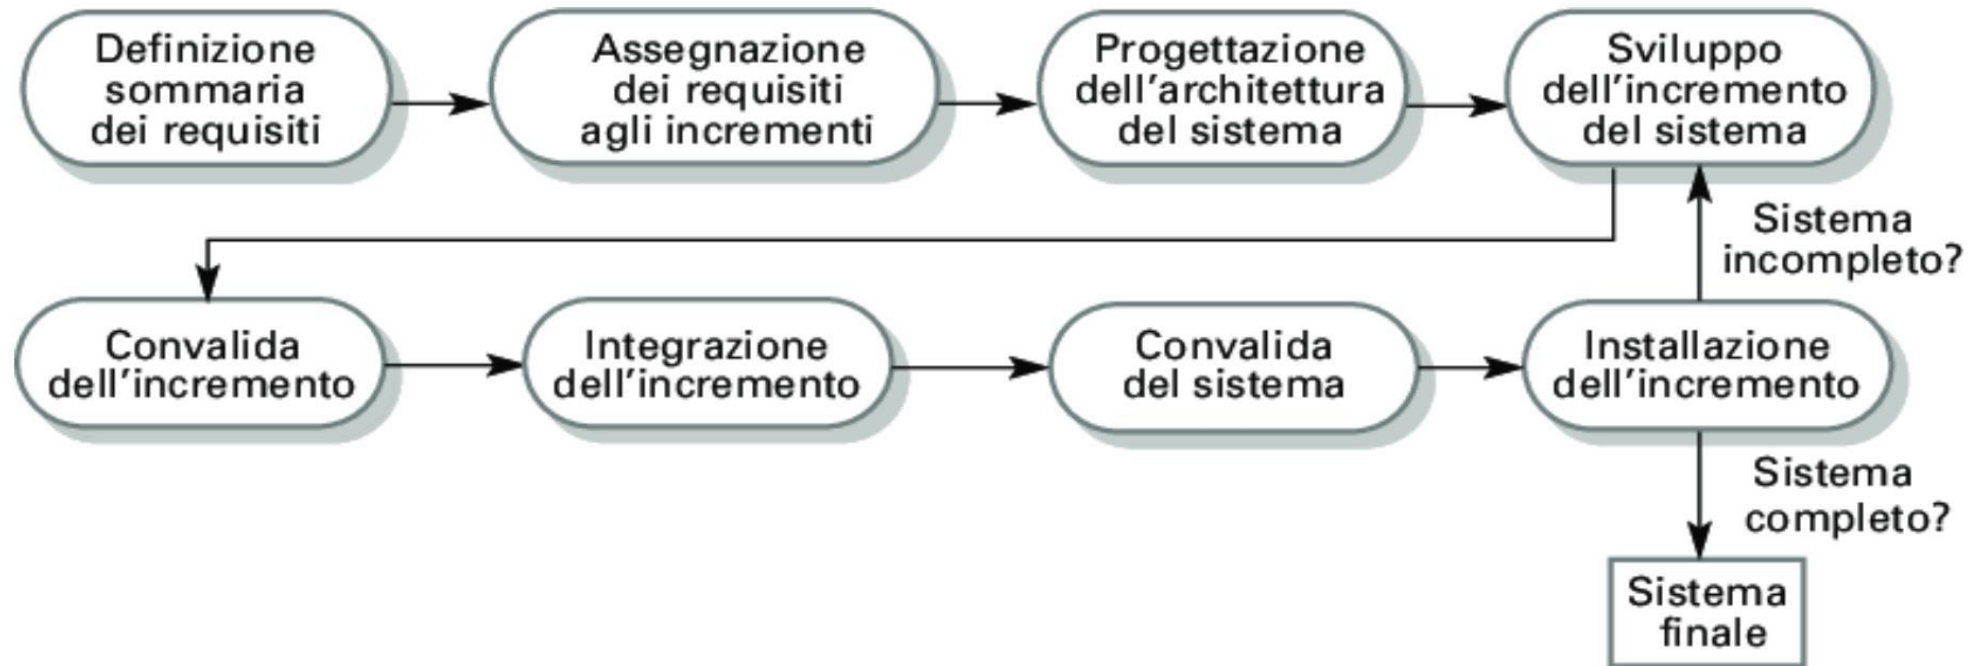 Definizione
sommaria
dei requisiti
Assegnazione
dei requisiti
agli incrementi
Progettazione
dell'architettura
del sistema
Sviluppo
dell'incremento
del sistema
Sistema
incompleto?
Convalida
dell'incremento
Integrazione
dell'incremento
Convalida
del sistema
Installazione
dell'incremento
Sistema
completo?
Sistema
finale